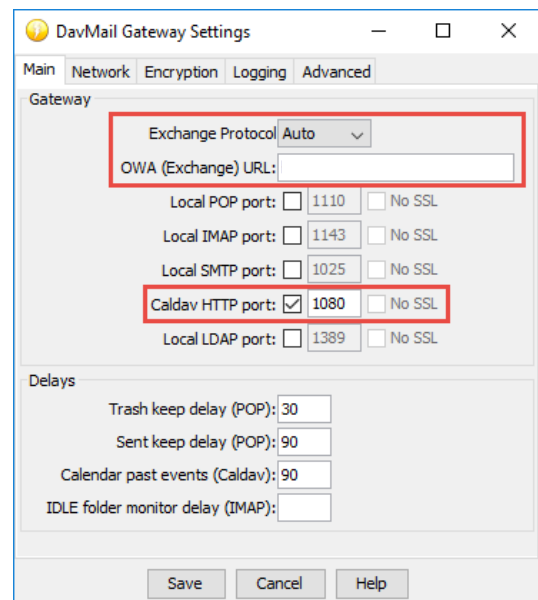 DavMail Gateway Settings
Main Network Encryption Logging Advanced
Gateway
Exchange Protocol Auto
OWA (Exchange) URL:
Local POP port: 1110 No SSL
Local IMAP port: 1143 No SSL
Local SMTP port: 1025 No SSL
Caldav HTTP port: 1080 No SSL
Local LDAP port: 1389 No SSL
Delays
Trash keep delay (POP): 30
Sent keep delay (POP): 90
Calendar past events (Caldav): 90
IDLE folder monitor delay (IMAP):
Save Cancel Help